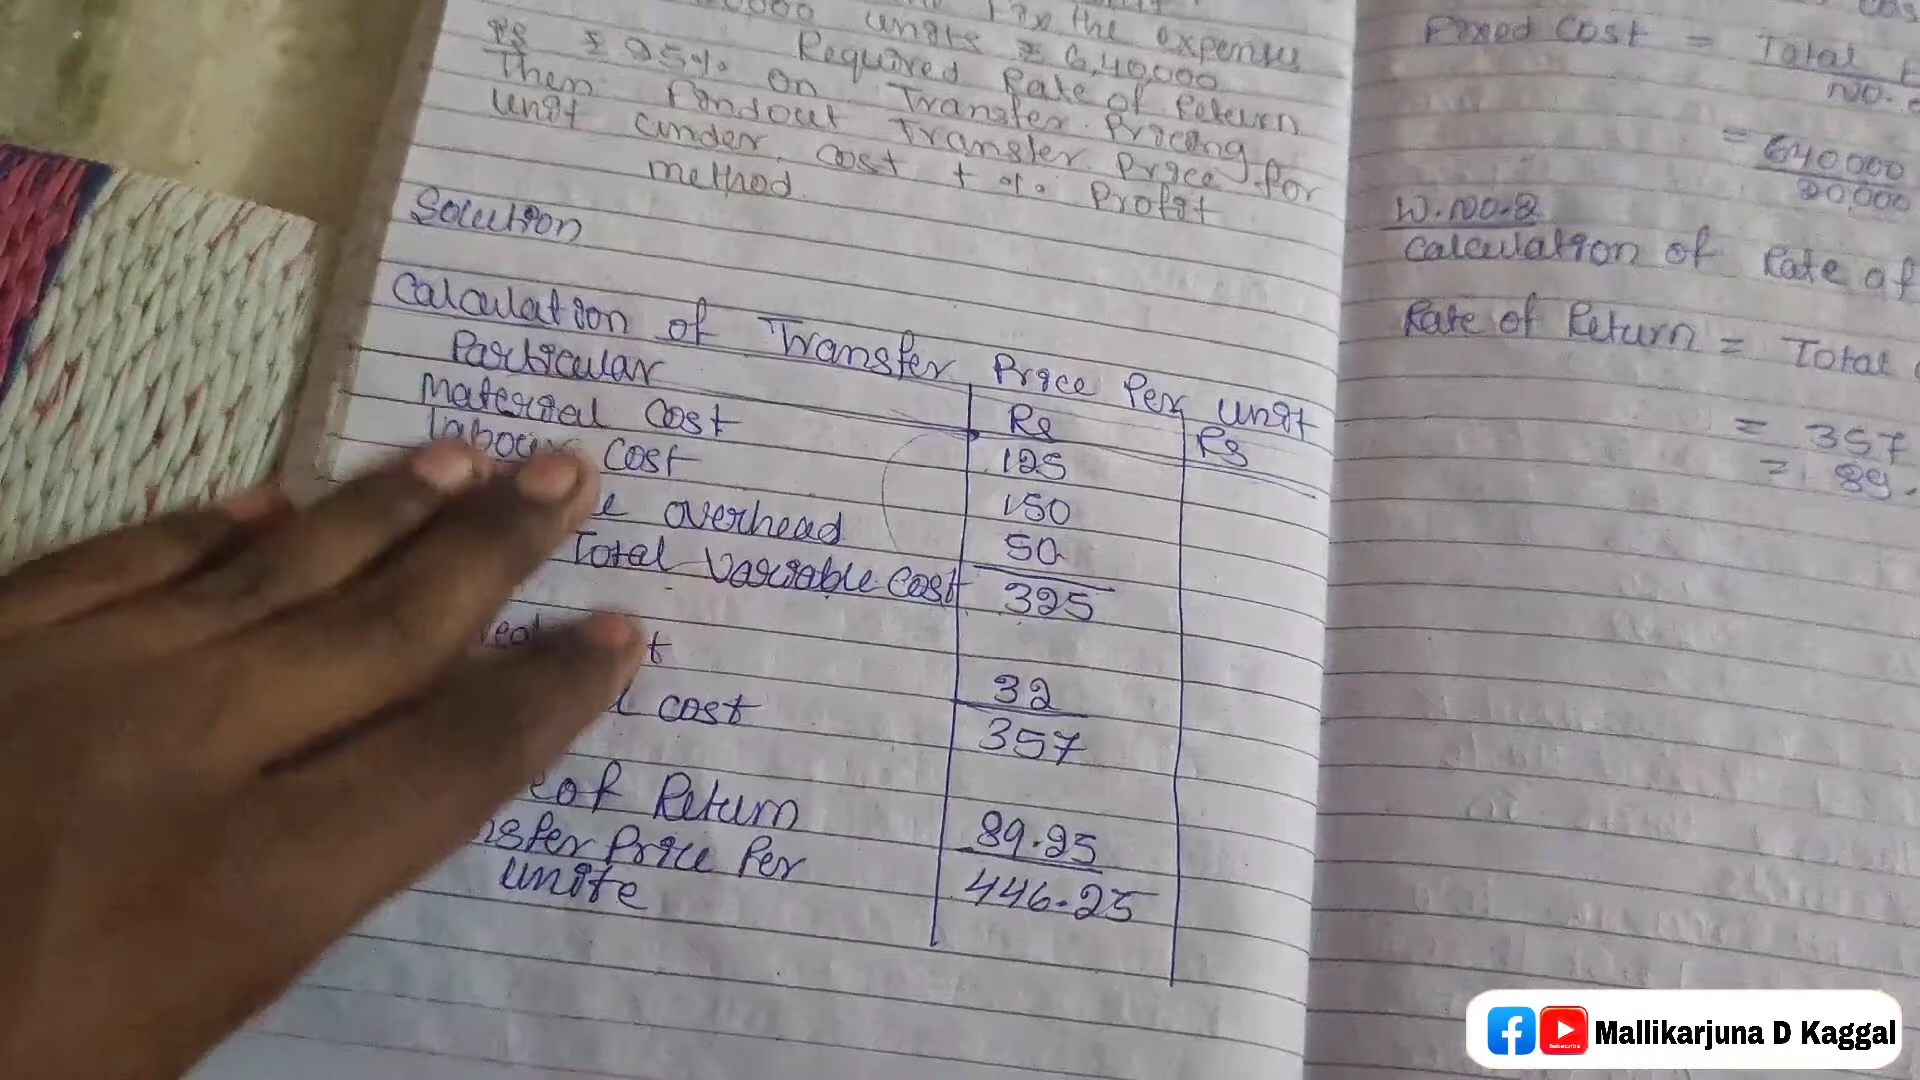 units ₹ 6,40,000
the expenses
Required Rate of Return
is ₹ 25% on Transfer Pricing
Then findout Transfer Price for
unit under cost + % Profit
method.
Solution
Calculation of Transfer Price Per unit
Particular Rs Rs
Material Cost 125
Labour Cost 150
overhead 50
Total Variable Cost 325
32
cost 357
of Return 89.25
Price Per
unite 446.25
Fixed Cost = Total
No.
= 640000
20,000
W.No.2
Calculation of Rate of
Rate of Return = Total
= 357
= 89.
Mallikarjuna D Kaggal